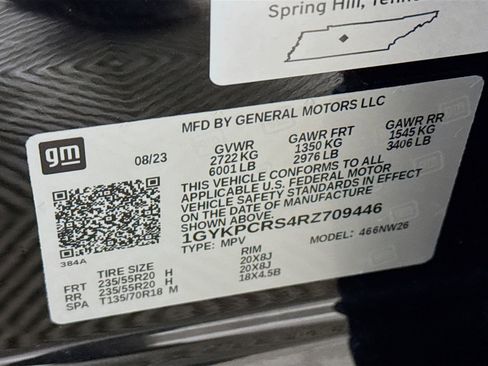 Spring Hill,
MFD BY GENERAL MOTORS LLC
gm
08/23
GVWR
2722 KG
6001 LB
GAWR FRT
1350 KG
2976 LB
GAWR RR
1545 KG
3406 LB
THIS VEHICLE CONFORMS TO ALL
APPLICABLE U.S. FEDERAL MOTOR
VEHICLE SAFETY STANDARDS IN EFFECT
ON THE DATE OF MANUFACTURE
SHOWN ABOVE.
1GYKPCRS4RZ709446
TYPE: MPV
MODEL: 466NW26
384A
TIRE SIZE
RIM
FRT 235/55R20 H 20X8J
RR 235/55R20 H 20X8J
SPA T135/70R18 M 18X4.5B